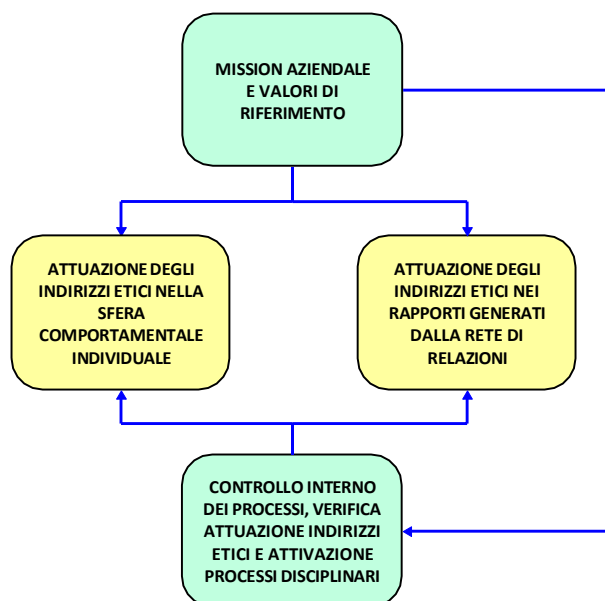 MISSION AZIENDALE
E VALORI DI
RIFERIMENTO
ATTUAZIONE DEGLI
INDIRIZZI ETICI NELLA
SFERA
COMPORTAMENTALE
INDIVIDUALE
ATTUAZIONE DEGLI
INDIRIZZI ETICI NEI
RAPPORTI GENERATI
DALLA RETE DI
RELAZIONI
CONTROLLO INTERNO
DEI PROCESSI, VERIFICA
ATTUAZIONE INDIRIZZI
ETICI E ATTIVAZIONE
PROCESSI DISCIPLINARI